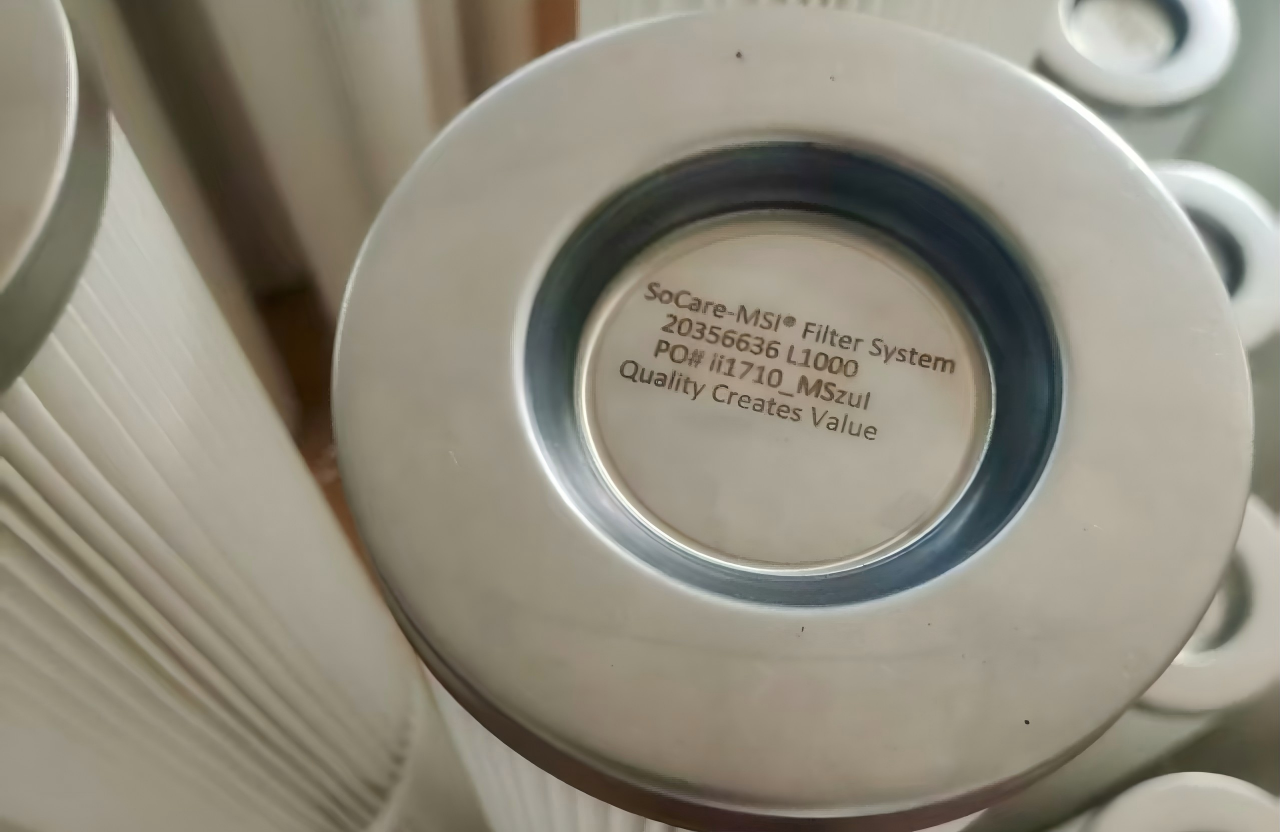 SoCare-MSI® Filter System
20356636 L1000
PO# ii1710_MSzul
Quality Creates Value